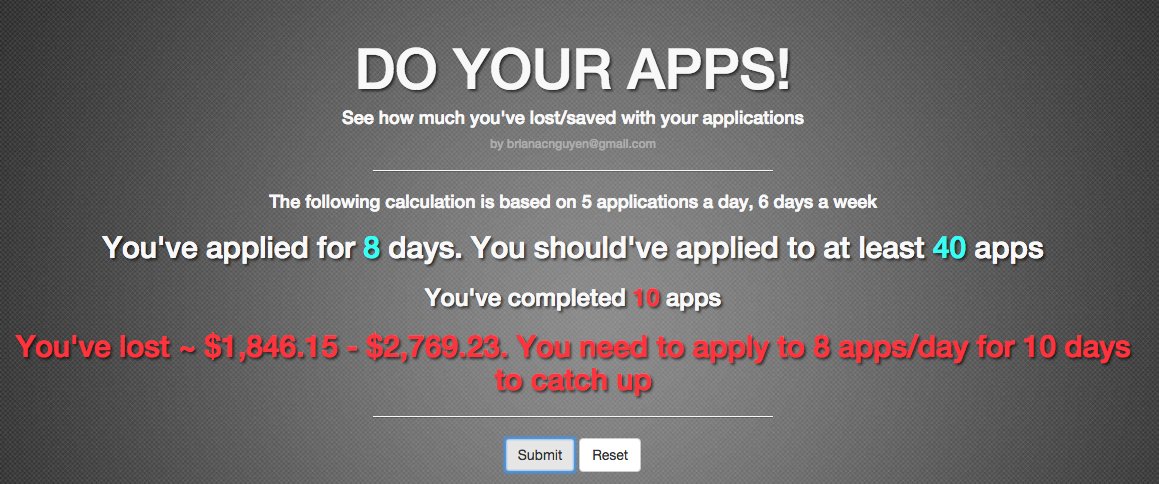 DO YOUR APPS!
See how much you've lost/saved with your applications
by brianacnguyen@gmail.com
The following calculation is based on 5 applications a day, 6 days a week
You've applied for 8 days. You should've applied to at least 40 apps
You've completed 10 apps
You've lost ~ $1,846.15 - $2,769.23. You need to apply to 8 apps/day for 10 days
to catch up
Submit Reset